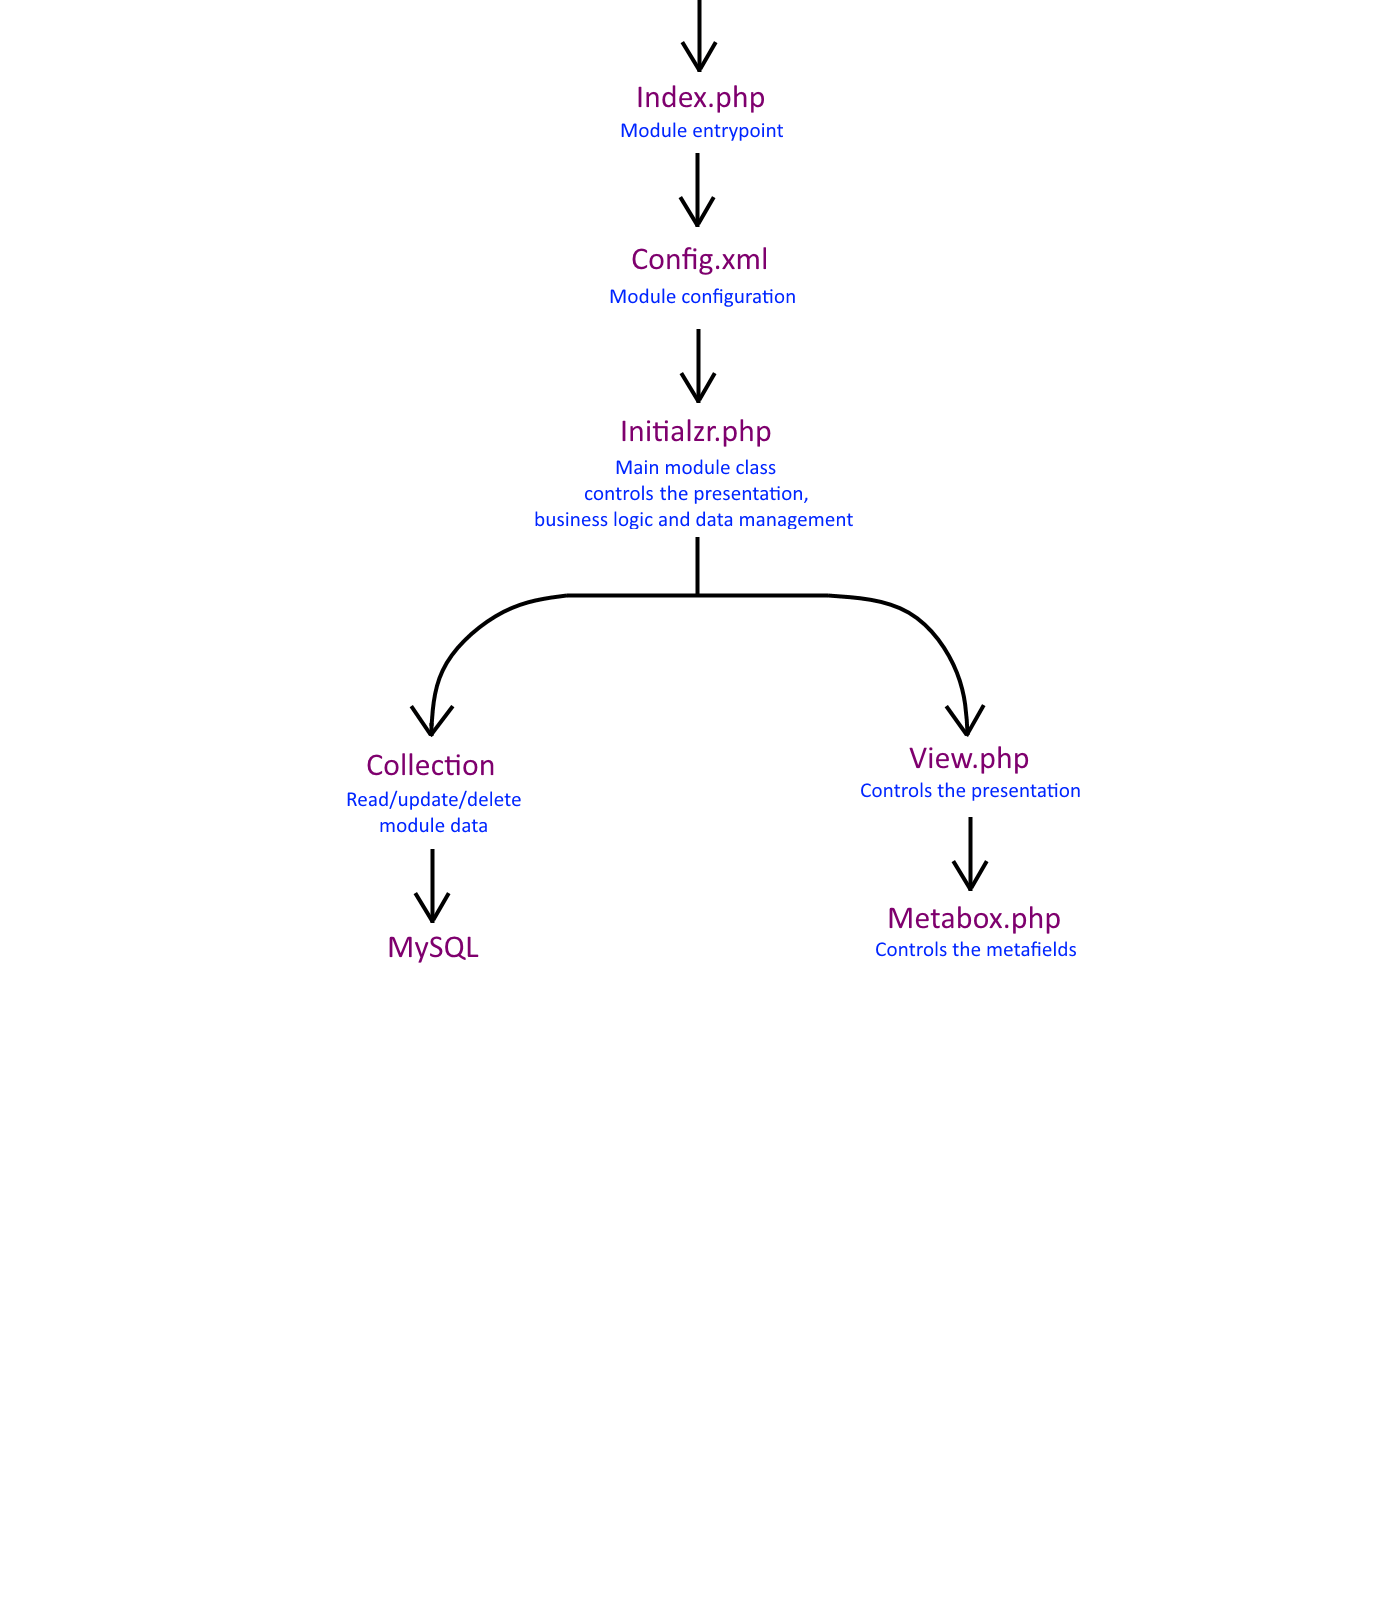 Index.php
Module entrypoint
Config.xml
Module configuration
Initialzr.php
Main module class
controls the presentation,
business logic and data management
Collection
Read/update/delete
module data
MySQL
View.php
Controls the presentation
Metabox.php
Controls the metafields